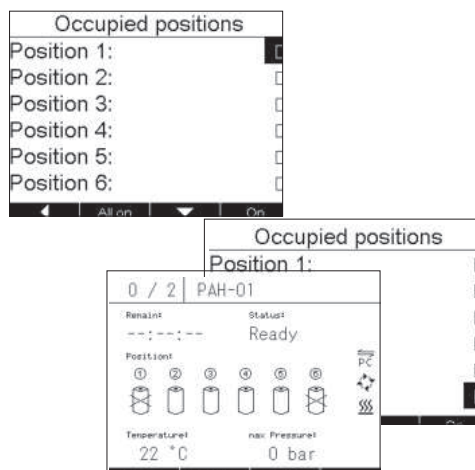 Occupied positions
Position 1:
Position 2:
Position 3:
Position 4:
Position 5:
Position 6:
All on On
Occupied positions
Position 1:
0 / 2 PAH-01
Remain: Status:
--:--:-- Ready
Position:
① ② ③ ④ ⑤ ⑥
PC
Temperature: max Pressure:
22 °C 0 bar